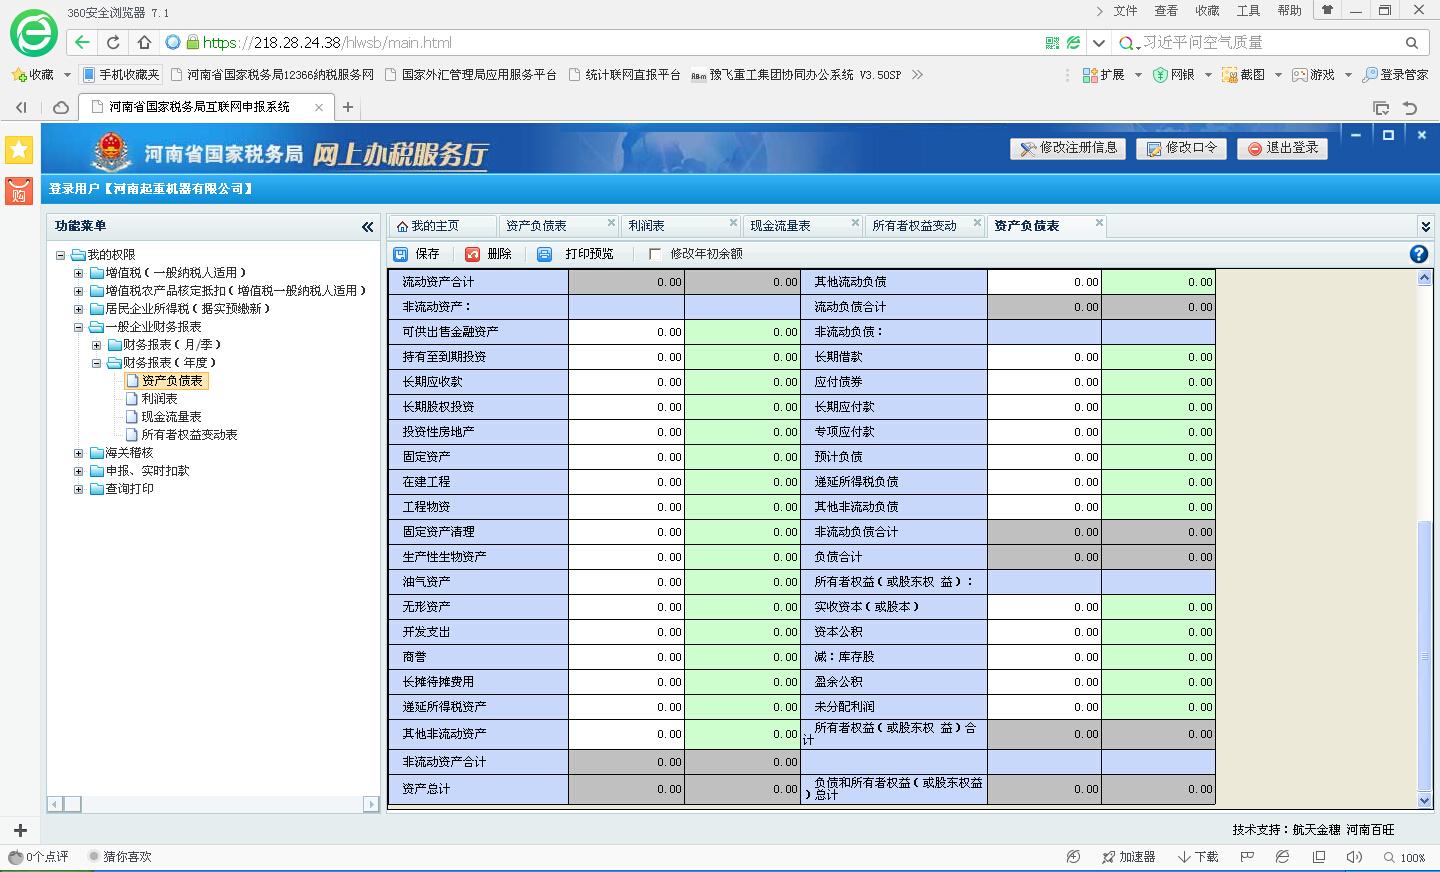 360安全浏览器 7.1
文件 查看 收藏 工具 帮助
https://218.28.24.38/hlwsb/main.html
习近平问空气质量
收藏 手机收藏夹 河南省国家税务局12366纳税服务网 国家外汇管理局应用服务平台 统计联网直报平台 RBm 豫飞重工集团协同办公系统 V3.50SP
扩展 网银 截图 游戏 登录管家
河南省国家税务局互联网申报系统
购
河南省国家税务局 网上办税服务厅
修改注册信息 修改口令 退出登录
登录用户【河南起重机器有限公司】
功能菜单
我的权限
增值税（一般纳税人适用）
增值税农产品核定抵扣（增值税一般纳税人适用）
居民企业所得税（据实预缴新）
一般企业财务报表
财务报表（月/季）
财务报表（年度）
资产负债表
利润表
现金流量表
所有者权益变动表
海关稽核
申报、实时扣款
查询打印
我的主页 资产负债表 利润表 现金流量表 所有者权益变动 资产负债表
保存 删除 打印预览 修改年初余额
流动资产合计 0.00 0.00 其他流动负债 0.00 0.00
非流动资产： 流动负债合计 0.00 0.00
可供出售金融资产 0.00 0.00 非流动负债：
持有至到期投资 0.00 0.00 长期借款 0.00 0.00
长期应收款 0.00 0.00 应付债券 0.00 0.00
长期股权投资 0.00 0.00 长期应付款 0.00 0.00
投资性房地产 0.00 0.00 专项应付款 0.00 0.00
固定资产 0.00 0.00 预计负债 0.00 0.00
在建工程 0.00 0.00 递延所得税负债 0.00 0.00
工程物资 0.00 0.00 其他非流动负债 0.00 0.00
固定资产清理 0.00 0.00 非流动负债合计 0.00 0.00
生产性生物资产 0.00 0.00 负债合计 0.00 0.00
油气资产 0.00 0.00 所有者权益（或股东权 益）：
无形资产 0.00 0.00 实收资本（或股本） 0.00 0.00
开发支出 0.00 0.00 资本公积 0.00 0.00
商誉 0.00 0.00 减：库存股 0.00 0.00
长摊待摊费用 0.00 0.00 盈余公积 0.00 0.00
递延所得税资产 0.00 0.00 未分配利润 0.00 0.00
其他非流动资产 0.00 0.00 所有者权益（或股东权 益）合
计 0.00 0.00
非流动资产合计 0.00 0.00
资产总计 0.00 0.00 负债和所有者权益（或股东权益
）总计 0.00 0.00
技术支持：航天金穗 河南百旺
0个点评 猜你喜欢
加速器 下载 100%